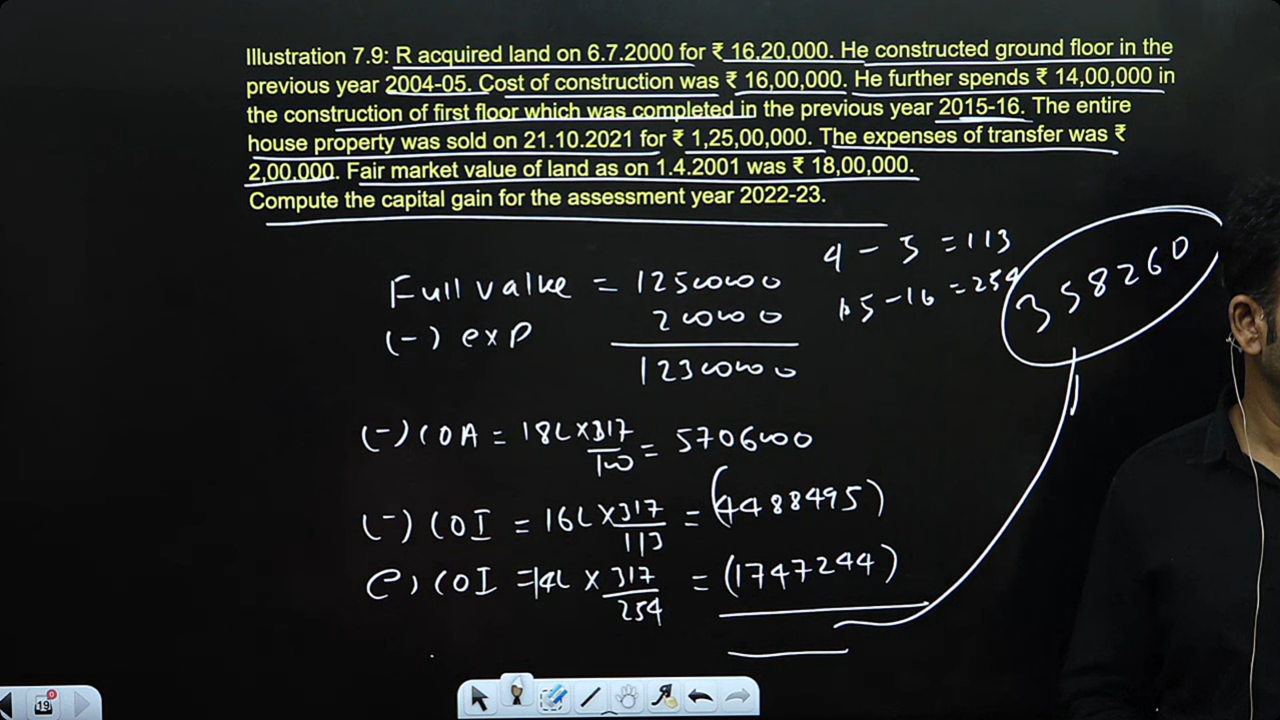 Illustration 7.9: R acquired land on 6.7.2000 for ₹ 16,20,000. He constructed ground floor in the
previous year 2004-05. Cost of construction was ₹ 16,00,000. He further spends ₹ 14,00,000 in
the construction of first floor which was completed in the previous year 2015-16. The entire
house property was sold on 21.10.2021 for ₹ 1,25,00,000. The expenses of transfer was ₹
2,00,000. Fair market value of land as on 1.4.2001 was ₹ 18,00,000.
Compute the capital gain for the assessment year 2022-23.
4 - 5 = 113
15-16 = 254
358260
Full value = 12500000
(-) exp 200000
12300000
(-) COA = 18L × 317/100 = 5706000
(-) COI = 16L × 317/113 = (4488495)
(-) COI = 14L × 317/254 = (1747244)
19
0